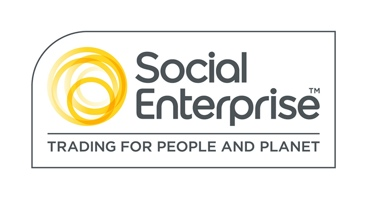 Social
Enterprise™
TRADING FOR PEOPLE AND PLANET